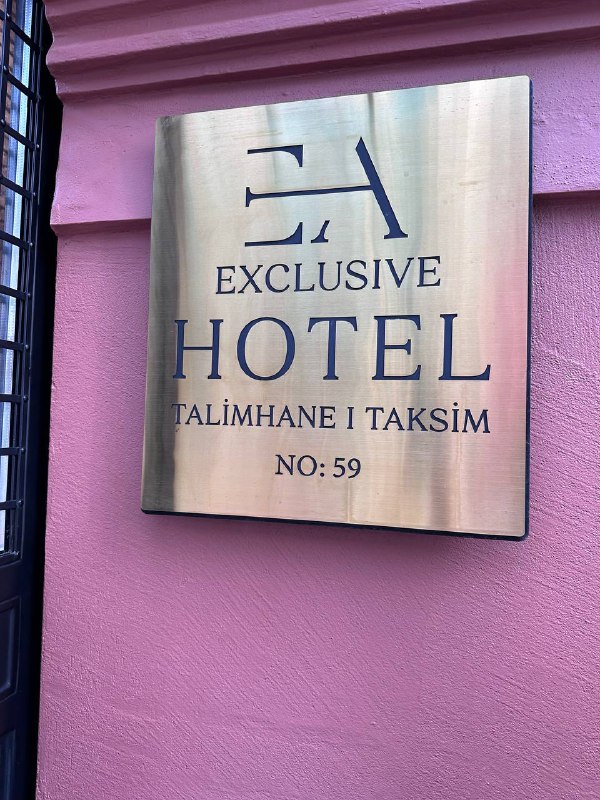 EA
EXCLUSIVE
HOTEL
TALİMHANE I TAKSİM
NO: 59